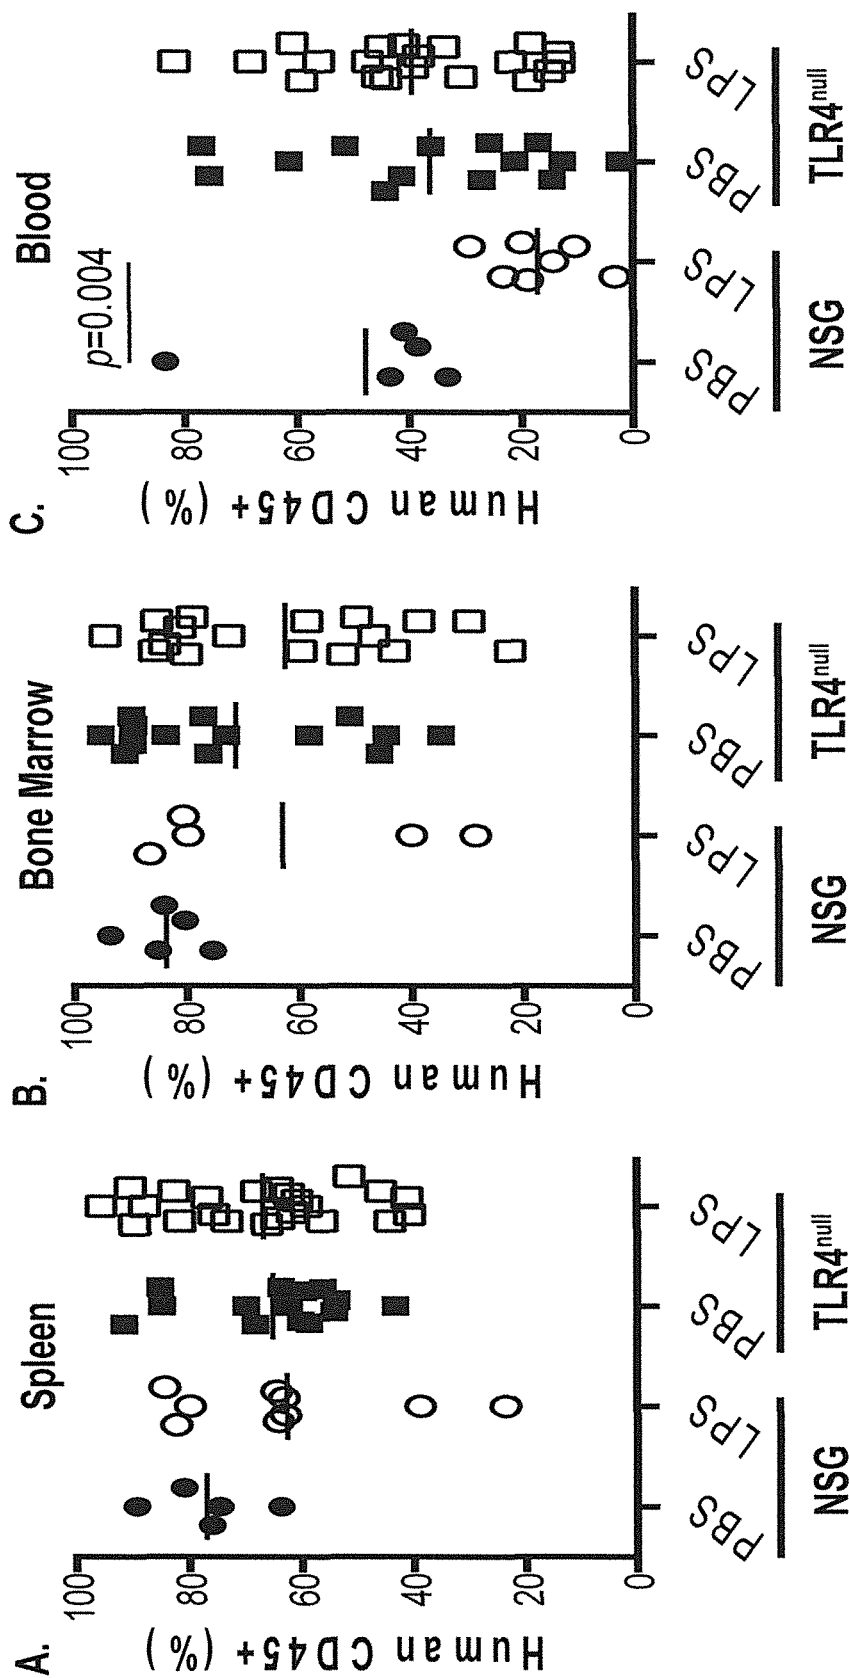 A.
Spleen
Human CD45+ (%)
100
80
60
40
20
0
PBS
LPS
PBS
LPS
NSG
TLR4null
B.
Bone Marrow
Human CD45+ (%)
100
80
60
40
20
0
PBS
LPS
PBS
LPS
NSG
TLR4null
C.
Blood
p=0.004
Human CD45+ (%)
100
80
60
40
20
0
PBS
LPS
PBS
LPS
NSG
TLR4null